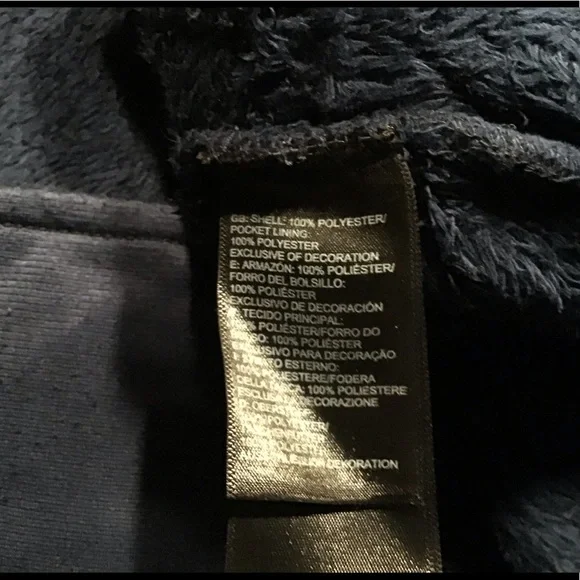 GB: SHELL: 100% POLYESTER/
POCKET LINING:
100% POLYESTER
EXCLUSIVE OF DECORATION
E: ARMAZÓN: 100% POLIÉSTER/
FORRO DEL BOLSILLO:
100% POLIÉSTER
EXCLUSIVO DE DECORACIÓN
TECIDO PRINCIPAL:
POLIÉSTER/FORRO DO
100% POLIÉSTER
PARA DECORAÇÃO
ESTERNO:
100% POLIESTERE/FODERA
DELLA 100% POLIESTERE
DECORAZIONE
DEKORATION